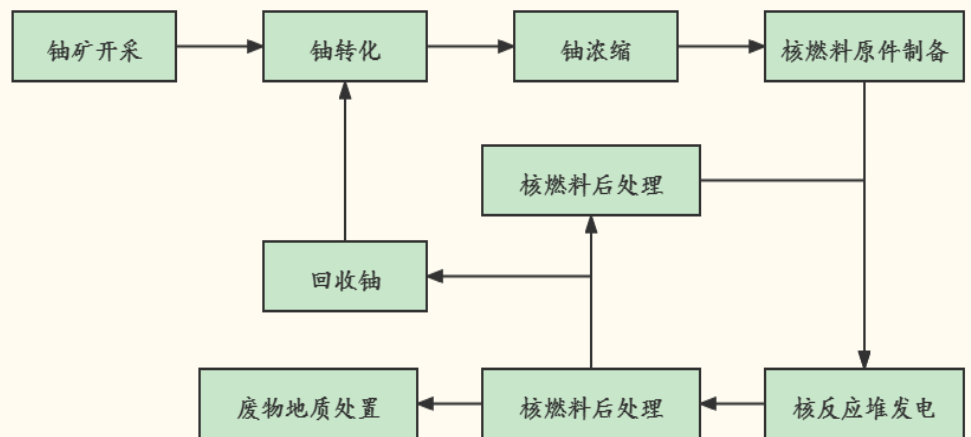 铀矿开采
铀转化
铀浓缩
核燃料原件制备
核燃料后处理
回收铀
废物地质处置
核燃料后处理
核反应堆发电